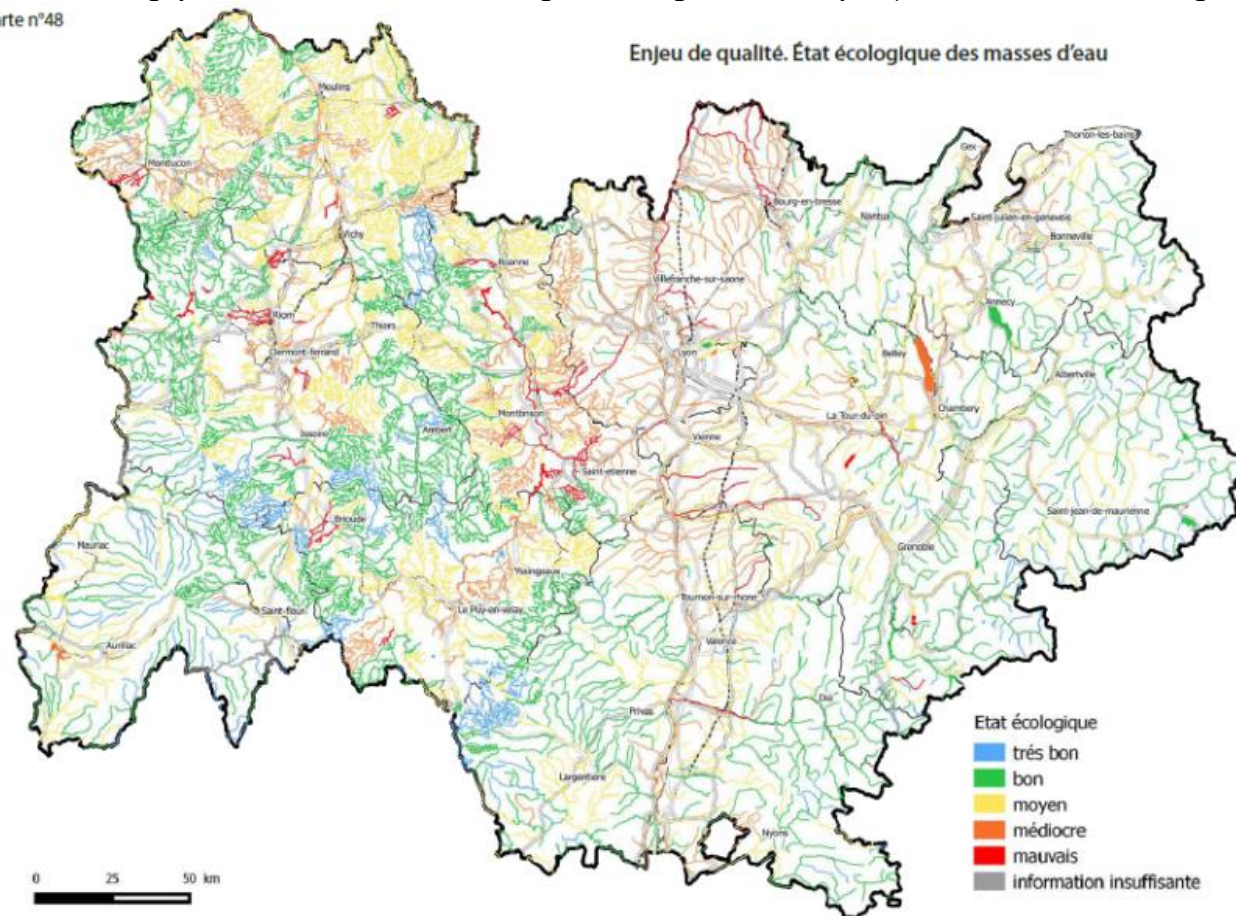 arte n°48
Enjeu de qualité. État écologique des masses d'eau
Moulins
Thonon-les-bains
Gex
Montlucon
Bourg-en-bresse
Nantua
Saint-julien-en-genevois
Bonneville
Vichy
Roanne
Villefranche-sur-saone
Annecy
Riom
Thiers
Clermont-ferrand
Lyon
Belley
Albertville
Montbrison
La Tour-du-pin
Chambery
Issoire
Ambert
Vienne
Saint-etienne
Saint-jean-de-maurienne
Brioude
Mauriac
Grenoble
Yssingeaux
Tournon-sur-rhone
Saint-flour
Le Puy-en-velay
Aurillac
Valence
Die
Privas
Largentiere
Nyons
Etat écologique
trés bon
bon
moyen
médiocre
mauvais
information insuffisante
0 25 50 km